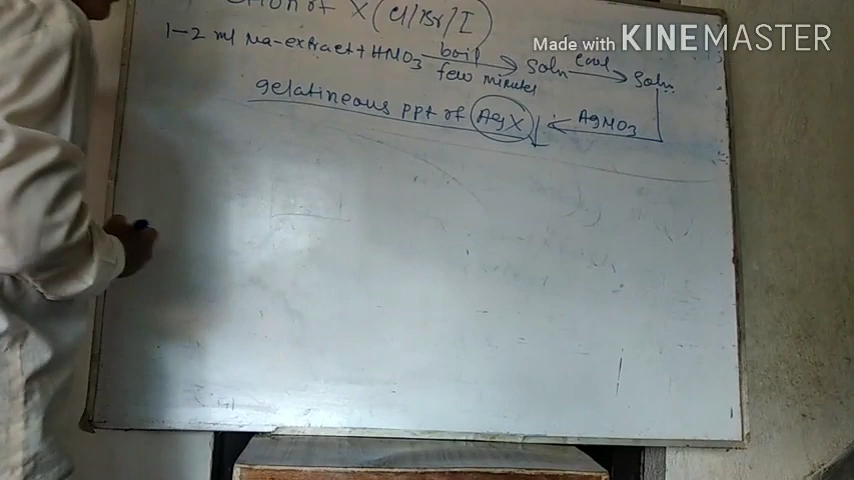 X (Cl/Br/I)
Made with KINEMASTER
1-2 ml Na-extract + HNO3 boil few minutes Soln cool Soln
gelatineous ppt of AgX ↓ ← AgNO3